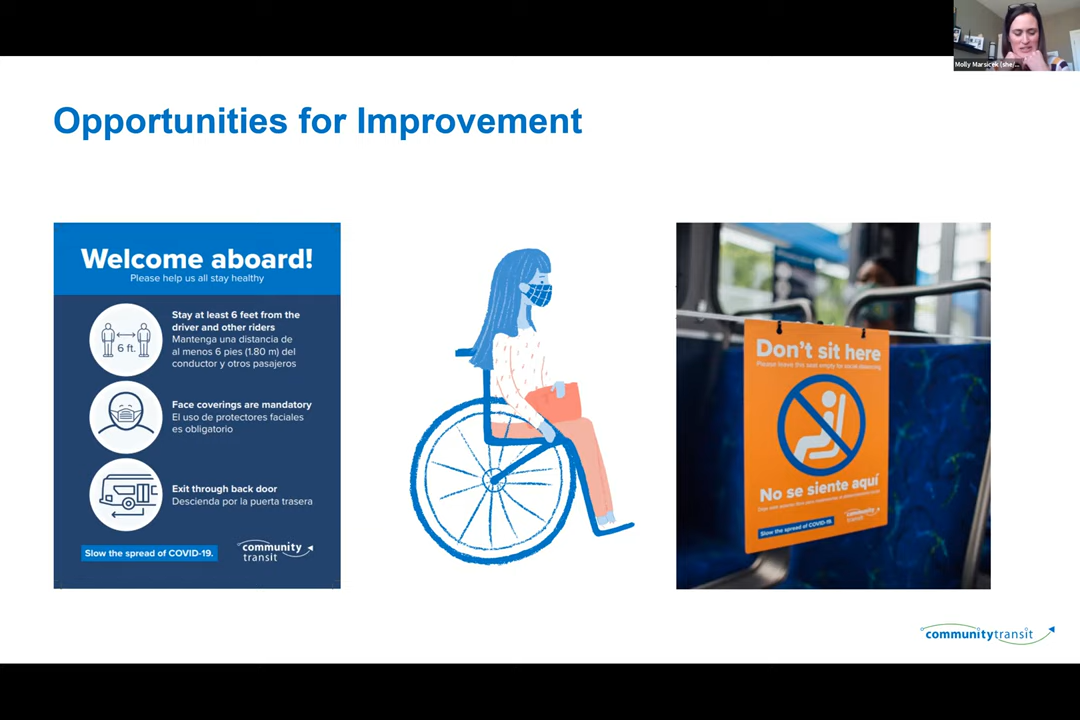 Molly Marsicek (she/...
Opportunities for Improvement
Welcome aboard!
Please help us all stay healthy
6 ft.
Stay at least 6 feet from the
driver and other riders
Mantenga una distancia de
al menos 6 pies (1.80 m) del
conductor y otros pasajeros
Face coverings are mandatory
El uso de protectores faciales
es obligatorio
Exit through back door
Descienda por la puerta trasera
Slow the spread of COVID-19.
community
transit
Don't sit here
Please leave this seat empty for social distancing
No se siente aquí
Slow the spread of COVID-19.
community
transit
communitytransit